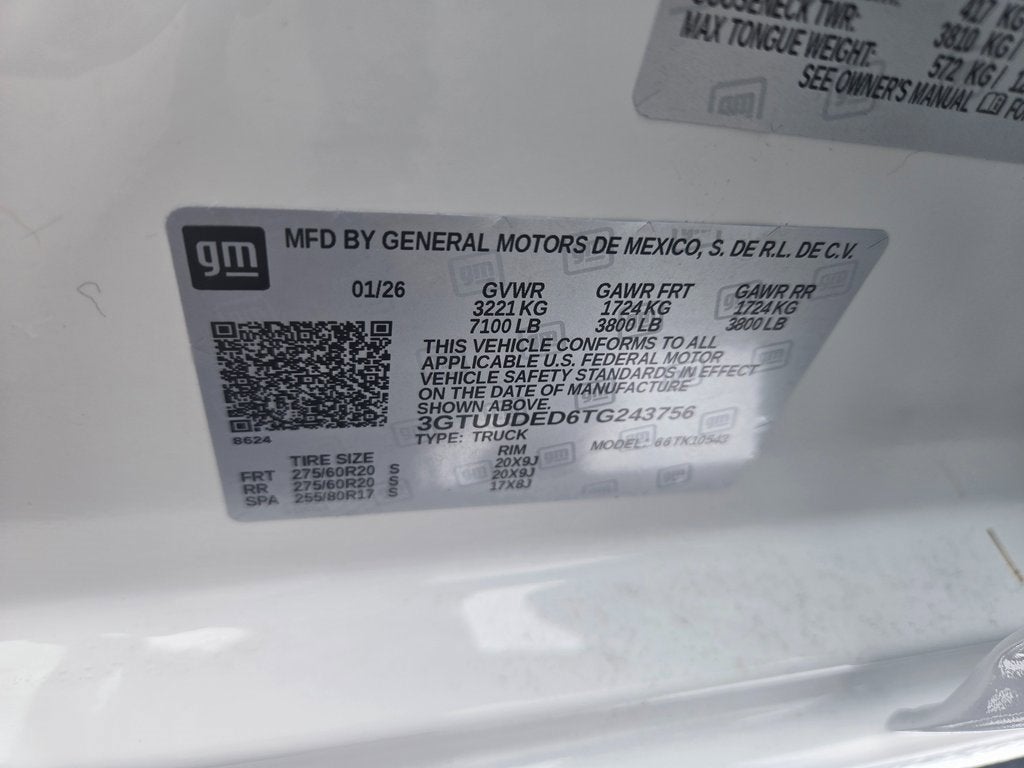 417 KG
GOOSENECK TWR: 3810 KG/
MAX TONGUE WEIGHT: 572 KG/
SEE OWNER'S MANUAL
gm
gm MFD BY GENERAL MOTORS DE MEXICO, S. DE R.L. DE C.V.
01/26 GVWR GAWR FRT GAWR RR
3221 KG 1724 KG 1724 KG
7100 LB 3800 LB 3800 LB
THIS VEHICLE CONFORMS TO ALL
APPLICABLE U.S. FEDERAL MOTOR
VEHICLE SAFETY STANDARDS IN EFFECT
ON THE DATE OF MANUFACTURE
SHOWN ABOVE.
3GTUUDED6TG243756
8624
TYPE: TRUCK MODEL: 66TK10543
TIRE SIZE RIM
FRT 275/60R20 S 20X9J
RR 275/60R20 S 20X9J
SPA 255/80R17 S 17X8J